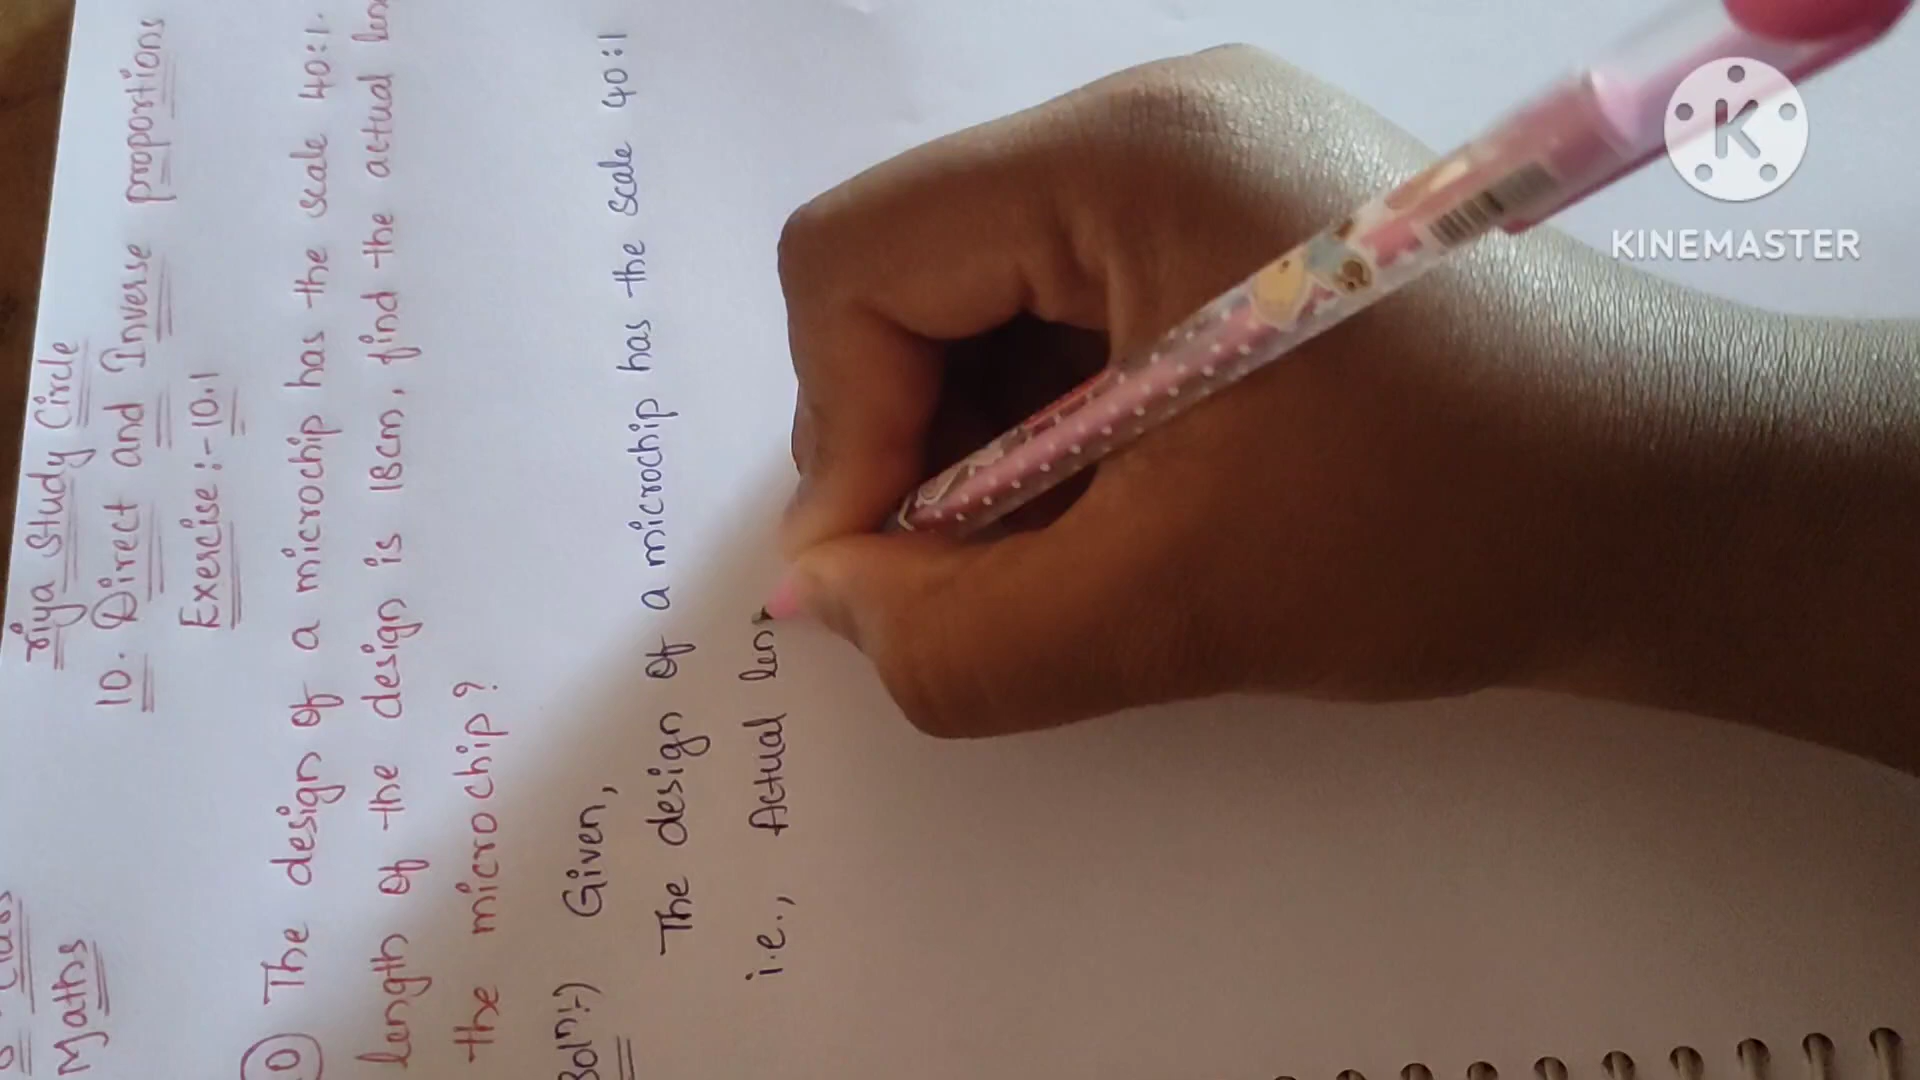 riya Study Circle
Maths
10. Direct and Inverse proportions
Exercise :- 10.1
The design of a microchip has the scale 40:1.
length of the design is 18cm, find the actual
the microchip?
Soln:-) Given,
The design of a microchip has the scale 40:1
i.e., Actual len
KINEMASTER